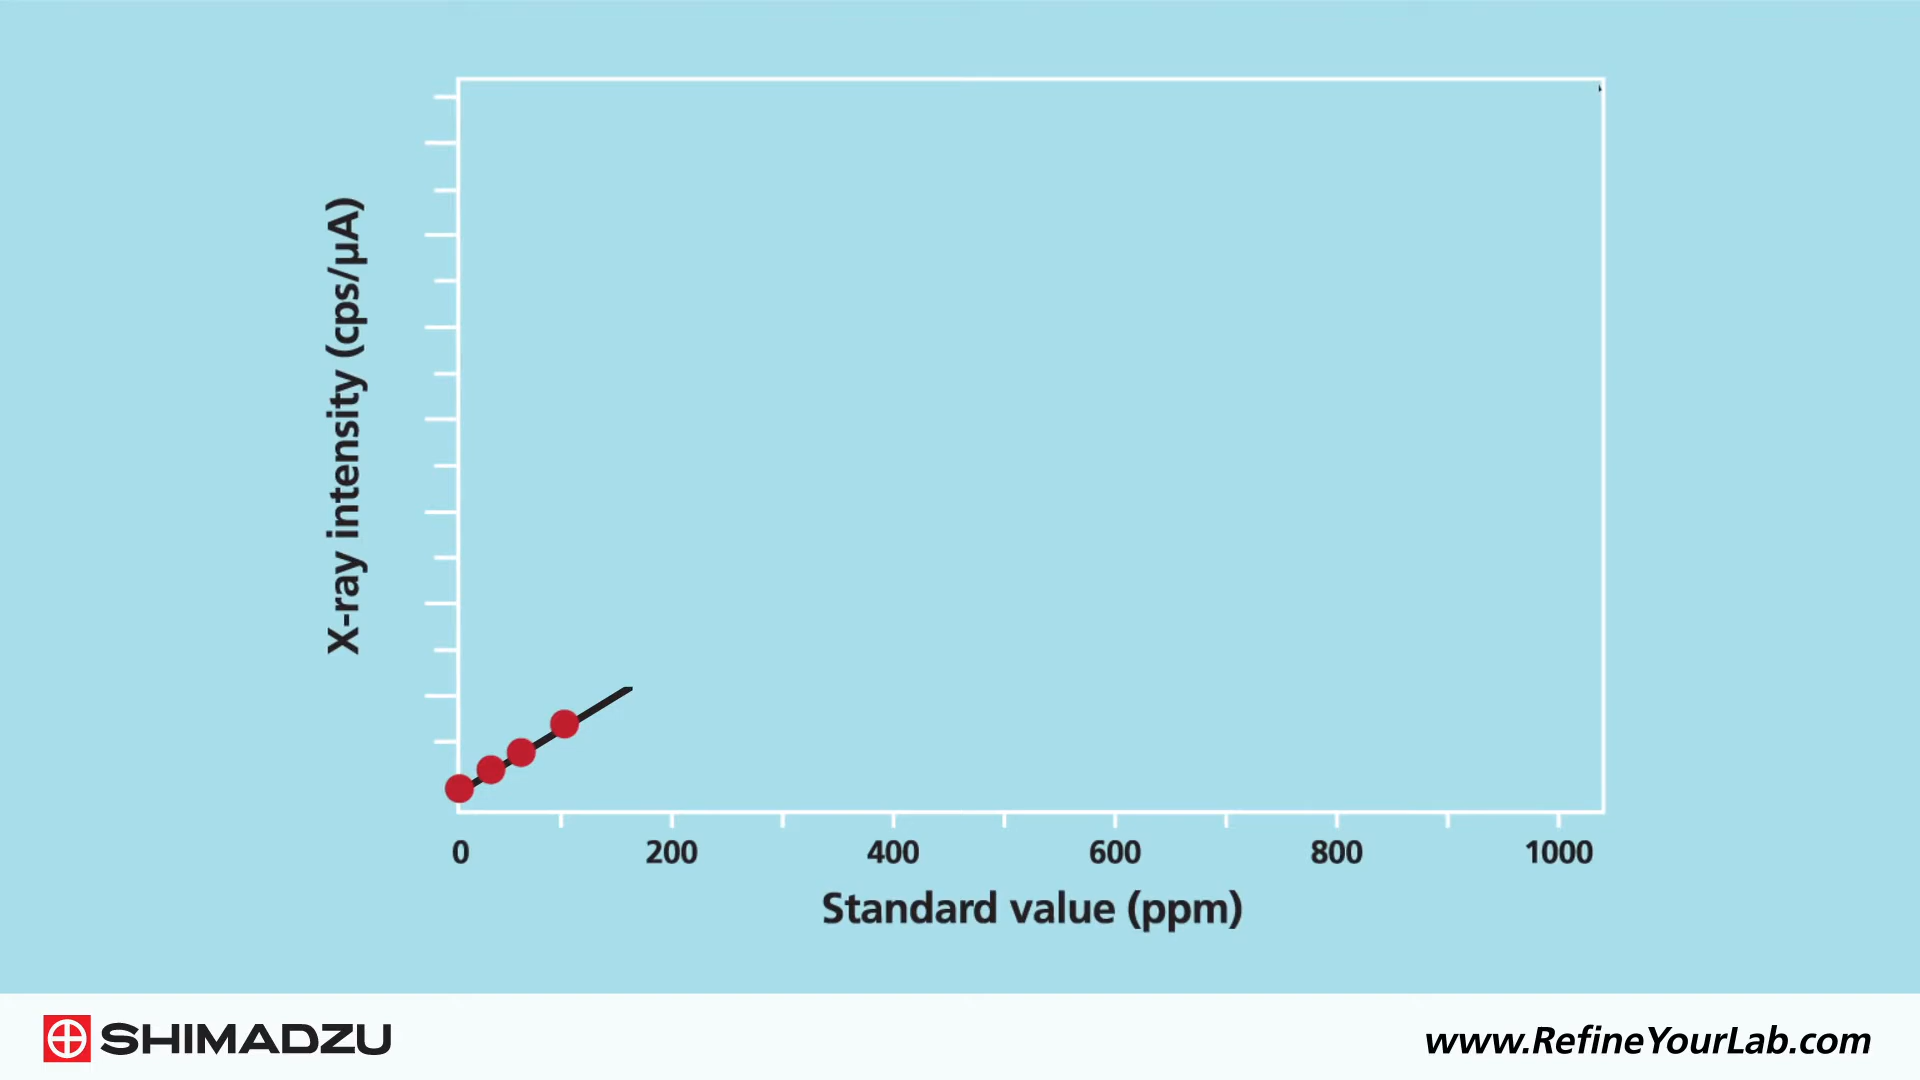 X-ray intensity (cps/µA)
0 200 400 600 800 1000
Standard value (ppm)
SHIMADZU
www.RefineYourLab.com